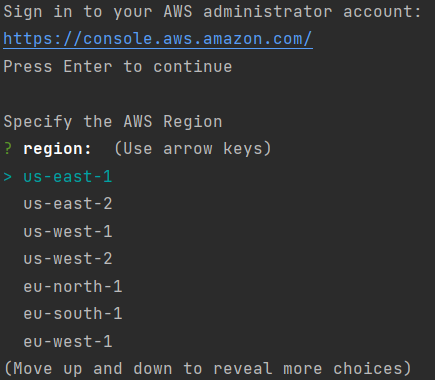 Sign in to your AWS administrator account:
https://console.aws.amazon.com/
Press Enter to continue
Specify the AWS Region
? region:  (Use arrow keys)
> us-east-1
us-east-2
us-west-1
us-west-2
eu-north-1
eu-south-1
eu-west-1
(Move up and down to reveal more choices)